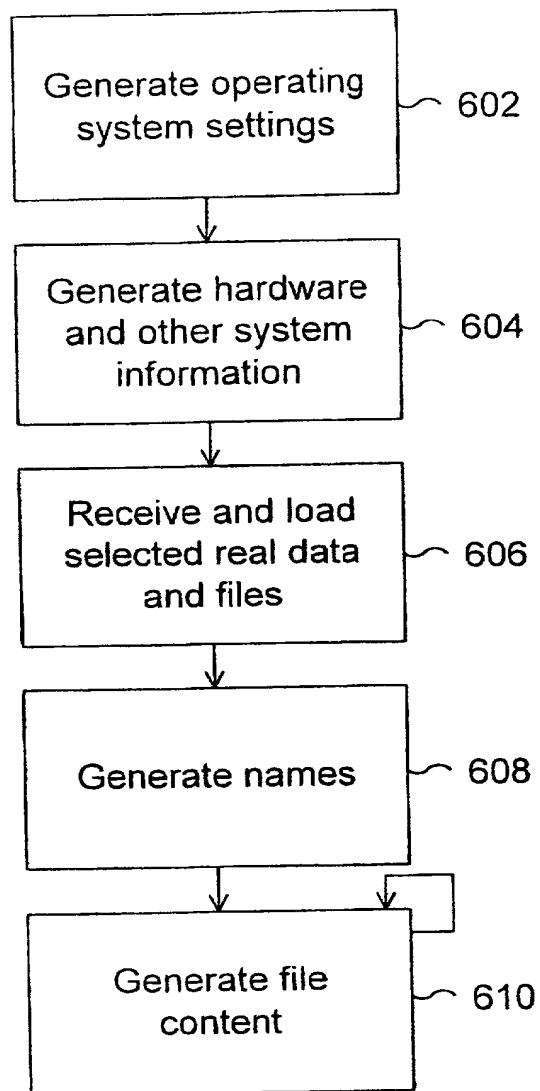 Generate operating
system settings
602
Generate hardware
and other system
information
604
Receive and load
selected real data
and files
606
Generate names
608
Generate file
content
610